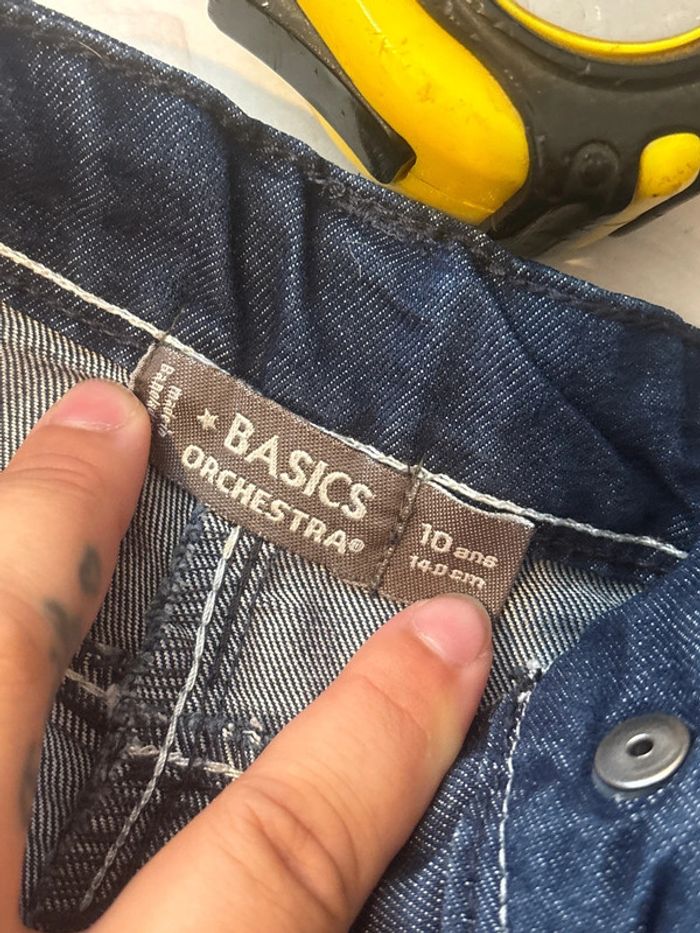 ★ BASICS
ORCHESTRA®
10 ans
140 cm